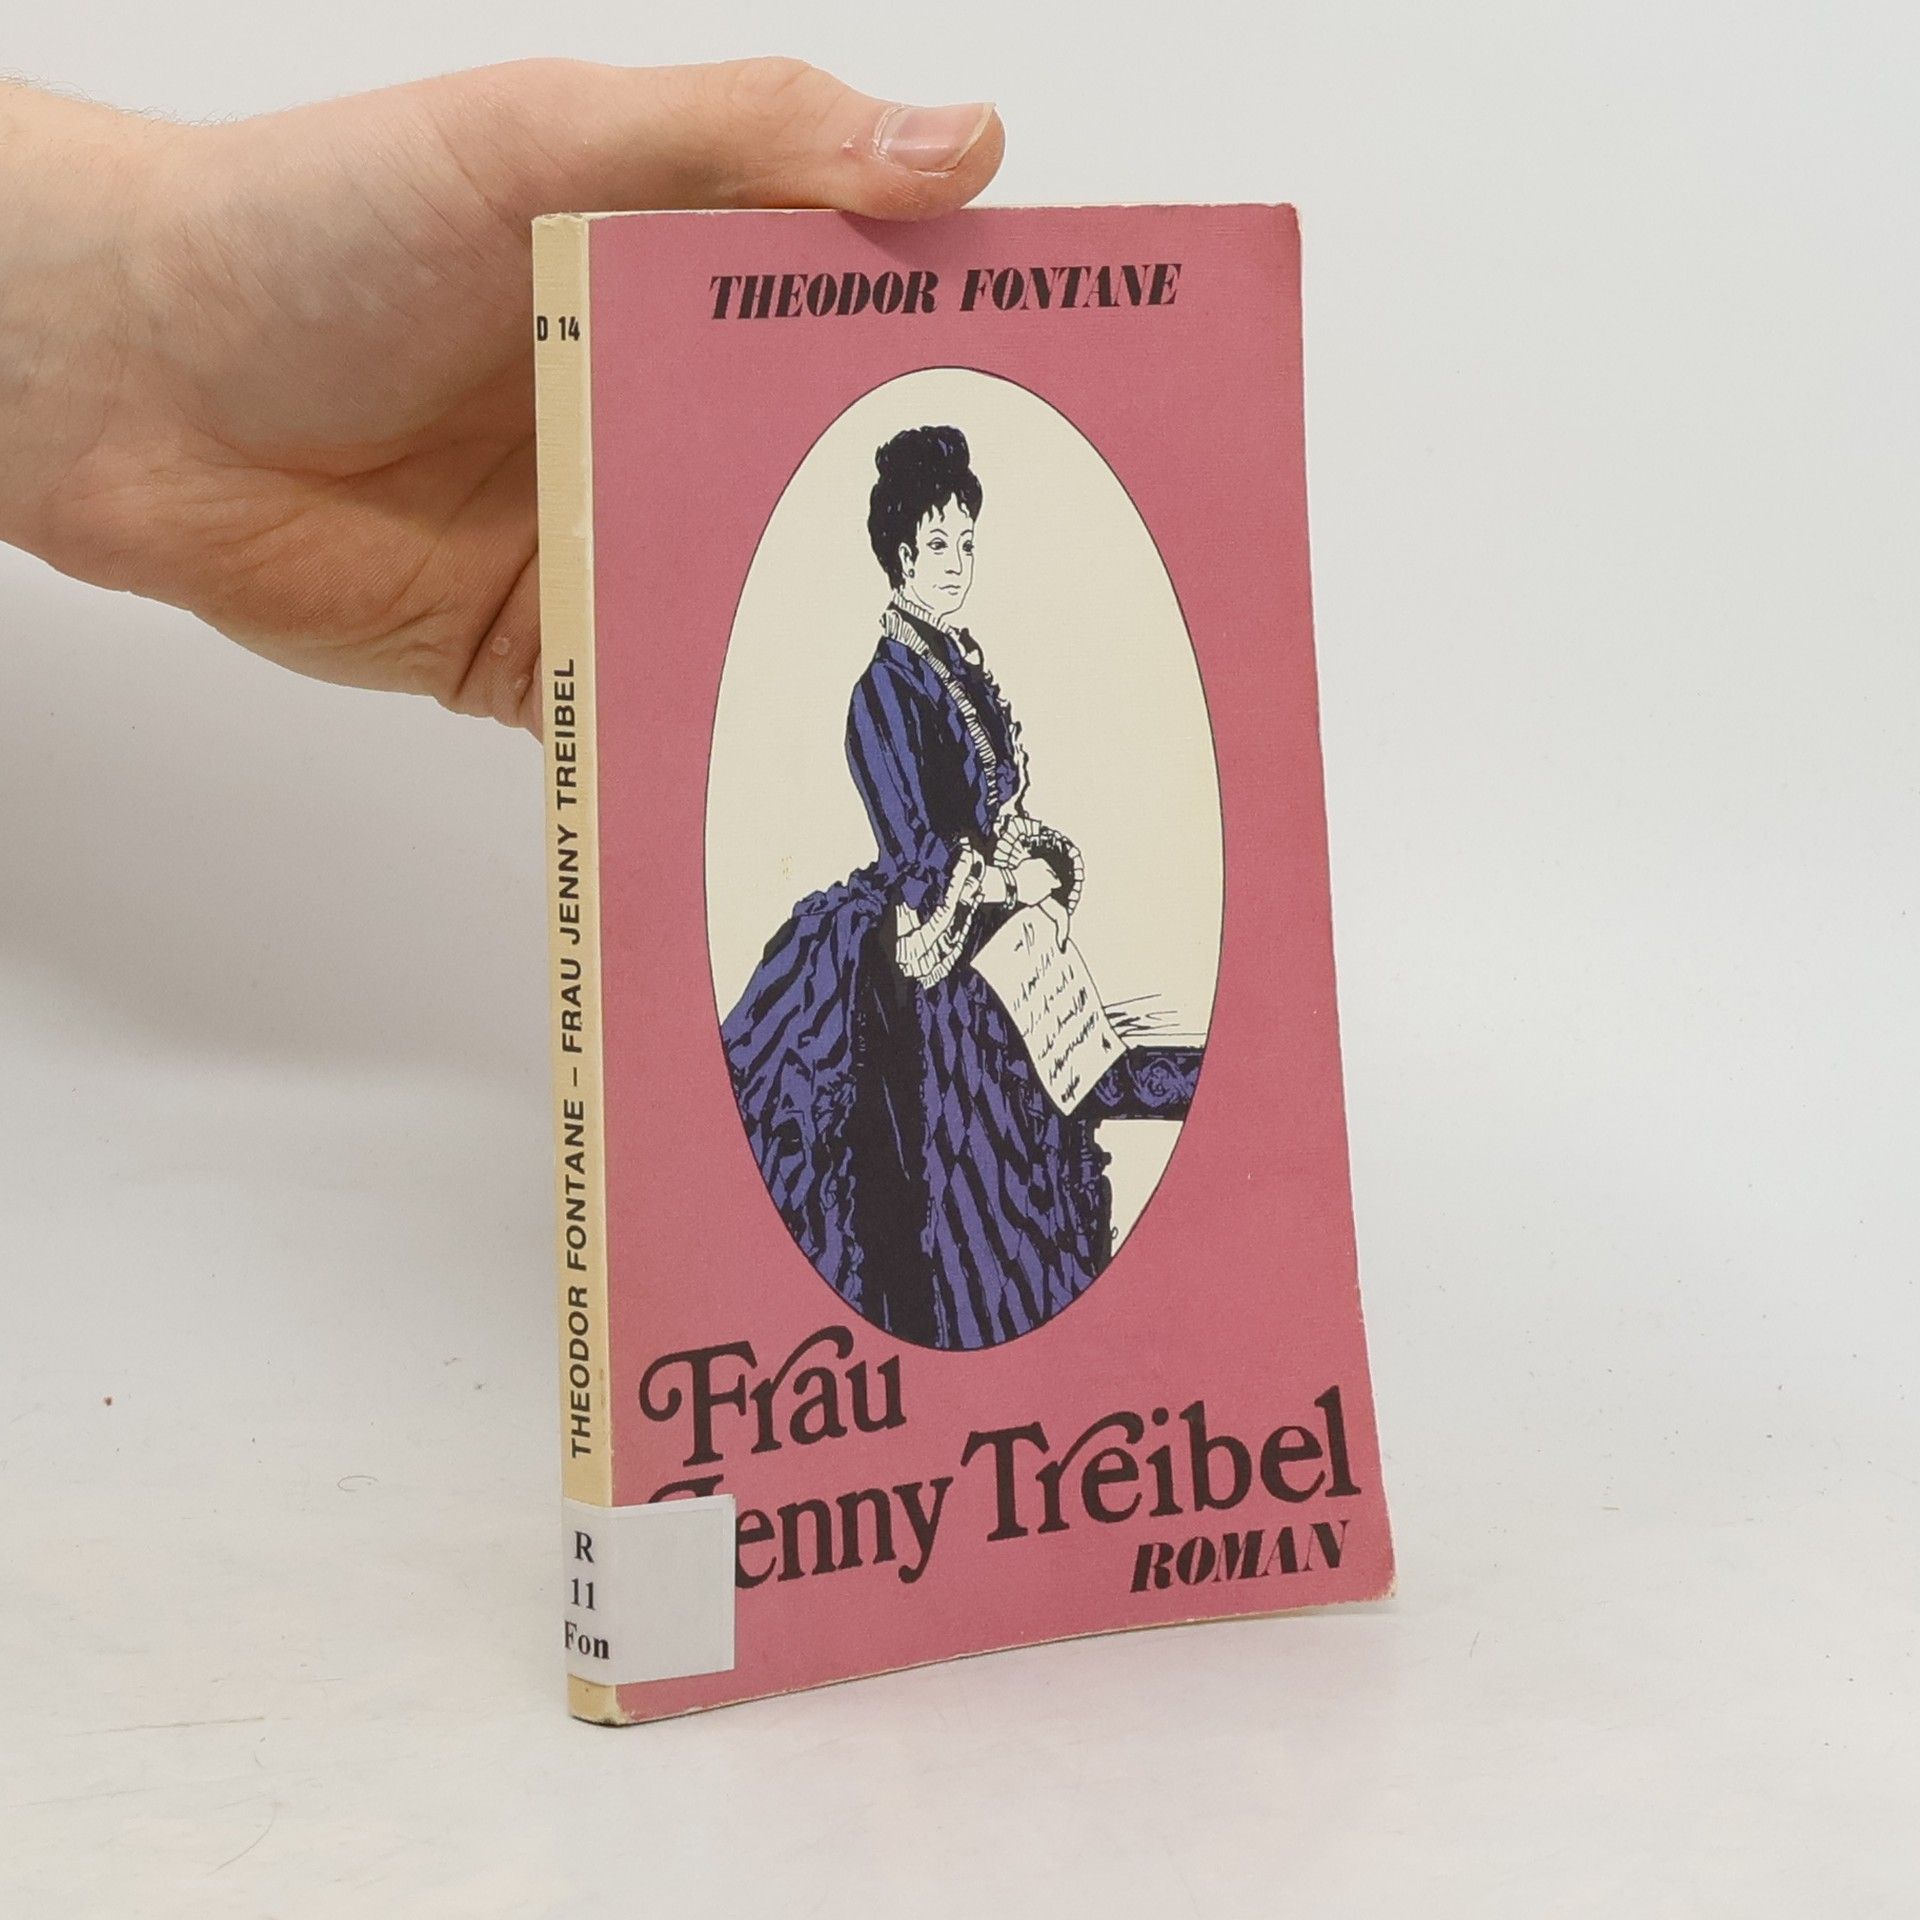 THEODOR FONTANE
D 14
THEODOR FONTANE – FRAU JENNY TREIBEL
Frau
Jenny Treibel
ROMAN
R
11
Fon